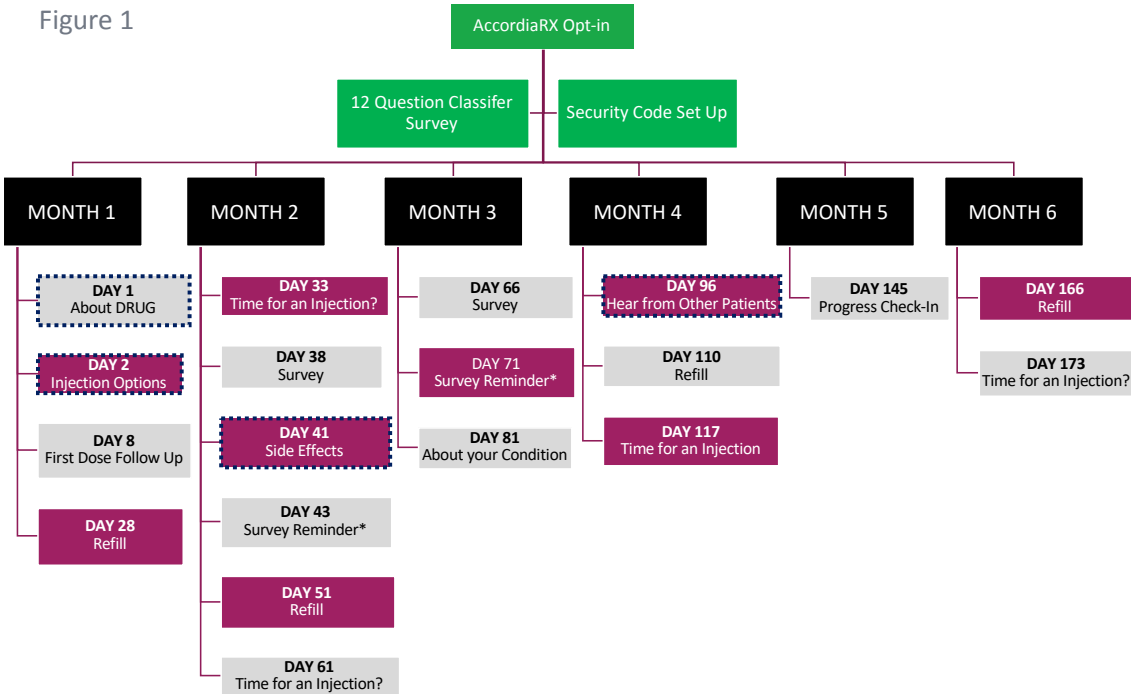 Figure 1
AccordiaRX Opt-in
12 Question Classifer
Survey
Security Code Set Up
MONTH 1
MONTH 2
MONTH 3
MONTH 4
MONTH 5
MONTH 6
DAY 1
About DRUG
DAY 2
Injection Options
DAY 8
First Dose Follow Up
DAY 28
Refill
DAY 33
Time for an Injection?
DAY 38
Survey
DAY 41
Side Effects
DAY 43
Survey Reminder*
DAY 51
Refill
DAY 61
Time for an Injection?
DAY 66
Survey
DAY 71
Survey Reminder*
DAY 81
About your Condition
DAY 96
Hear from Other Patients
DAY 110
Refill
DAY 117
Time for an Injection
DAY 145
Progress Check-In
DAY 166
Refill
DAY 173
Time for an Injection?